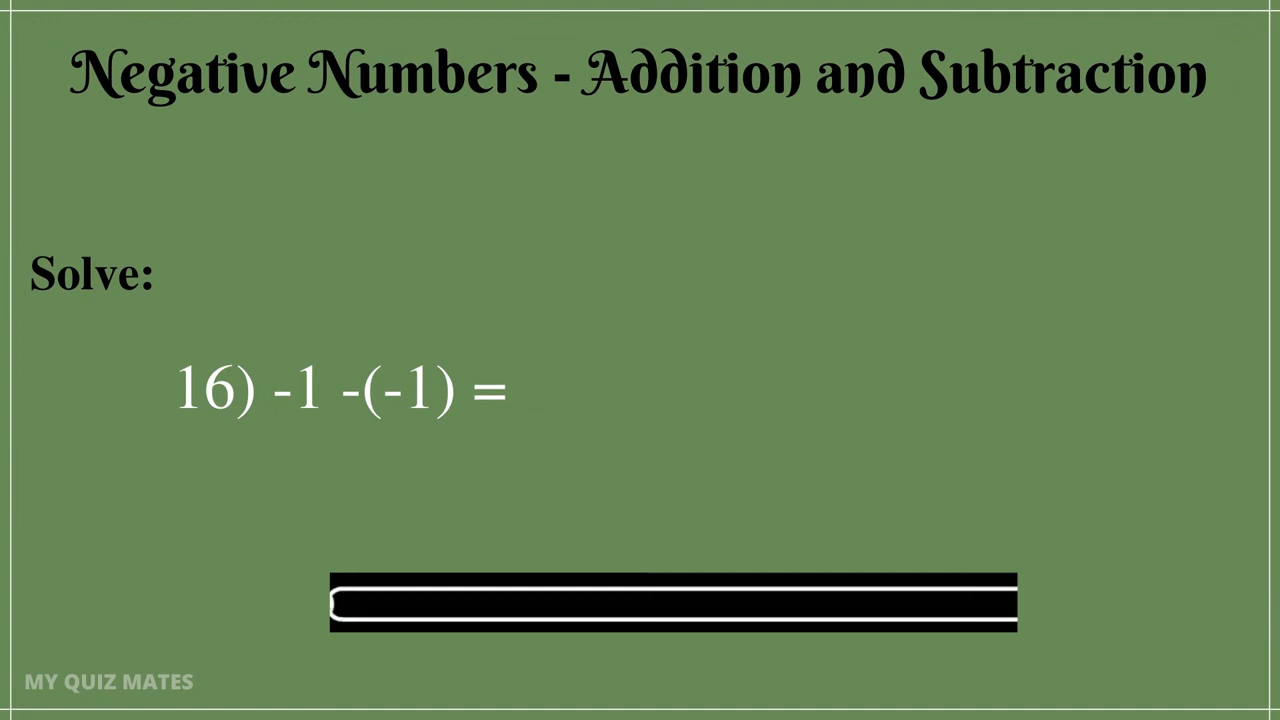 Negative Numbers - Addition and Subtraction
Solve:
16) -1 -(-1) =
MY QUIZ MATES